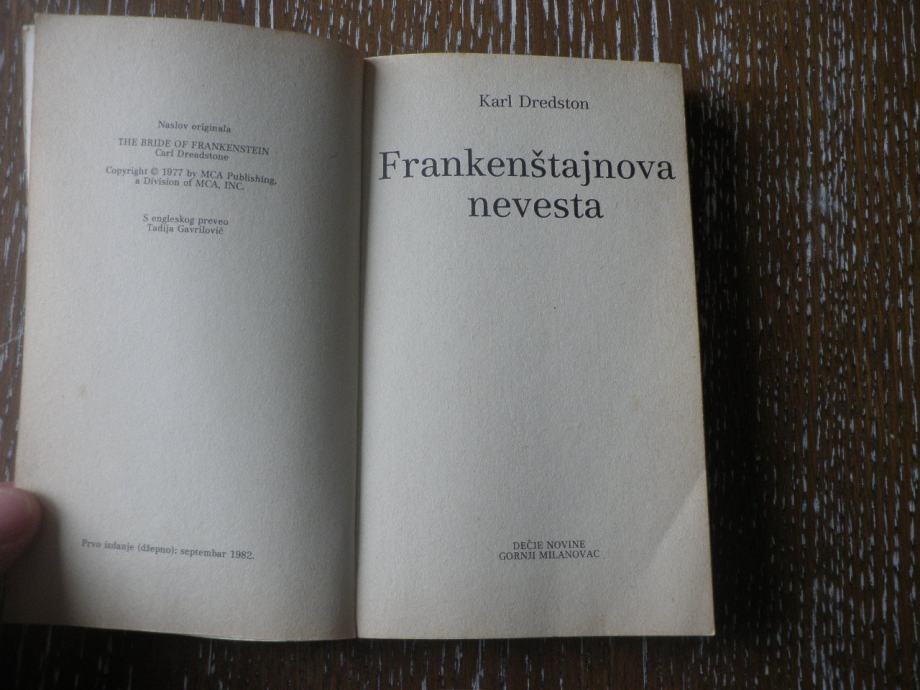 Naslov originala
THE BRIDE OF FRANKENSTEIN
Carl Dreadstone
Copyright © 1977 by MCA Publishing,
a Division of MCA, INC.
S engleskog preveo
Tadija Gavrilović
Prvo izdanje (džepno): septembar 1982.
Karl Dredston
Frankenštajnova
nevesta
DEČJE NOVINE
GORNJI MILANOVAC